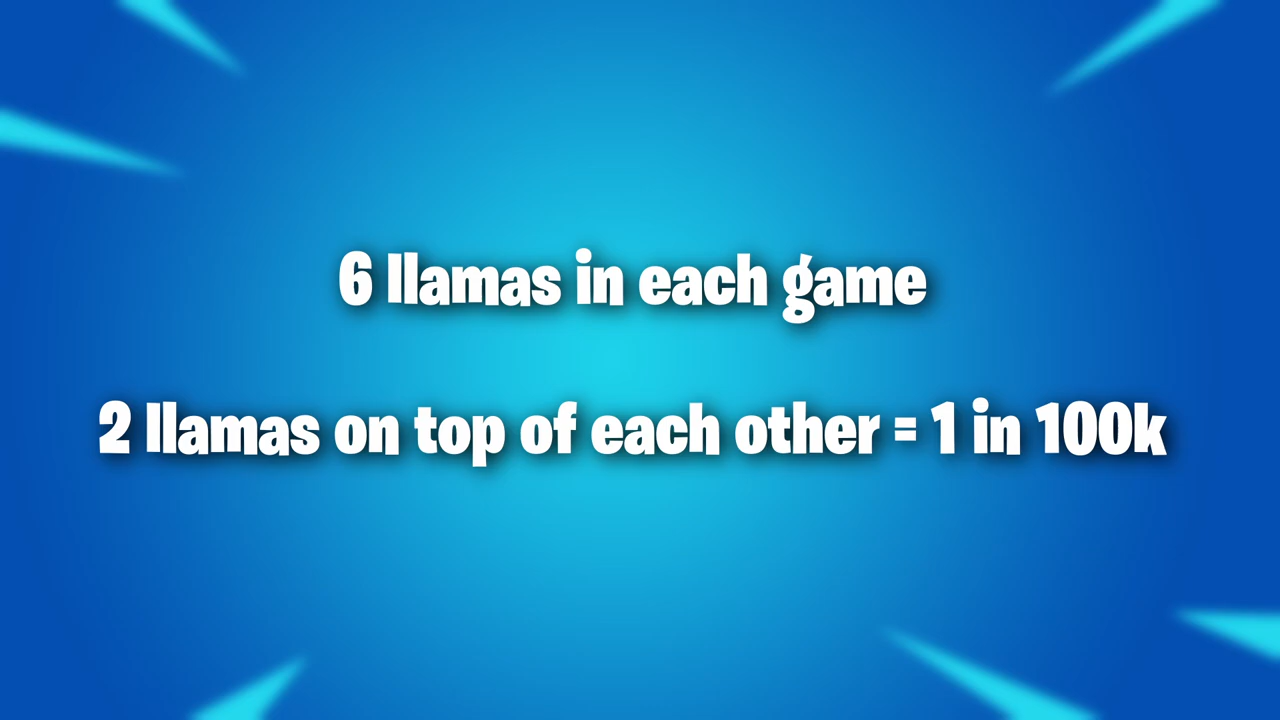 6 llamas in each game
2 llamas on top of each other = 1 in 100k